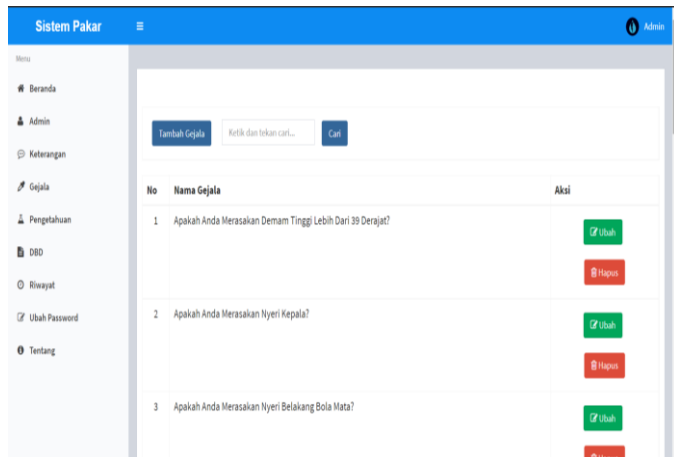 Sistem Pakar
Admin
Menu
Beranda
Admin
Keterangan
Gejala
Pengetahuan
DBD
Riwayat
Ubah Password
Tentang
Tambah Gejala Ketik dan tekan cari... Cari
No Nama Gejala Aksi
1 Apakah Anda Merasakan Demam Tinggi Lebih Dari 39 Derajat?
Ubah
Hapus
2 Apakah Anda Merasakan Nyeri Kepala?
Ubah
Hapus
3 Apakah Anda Merasakan Nyeri Belakang Bola Mata?
Ubah
Hapus